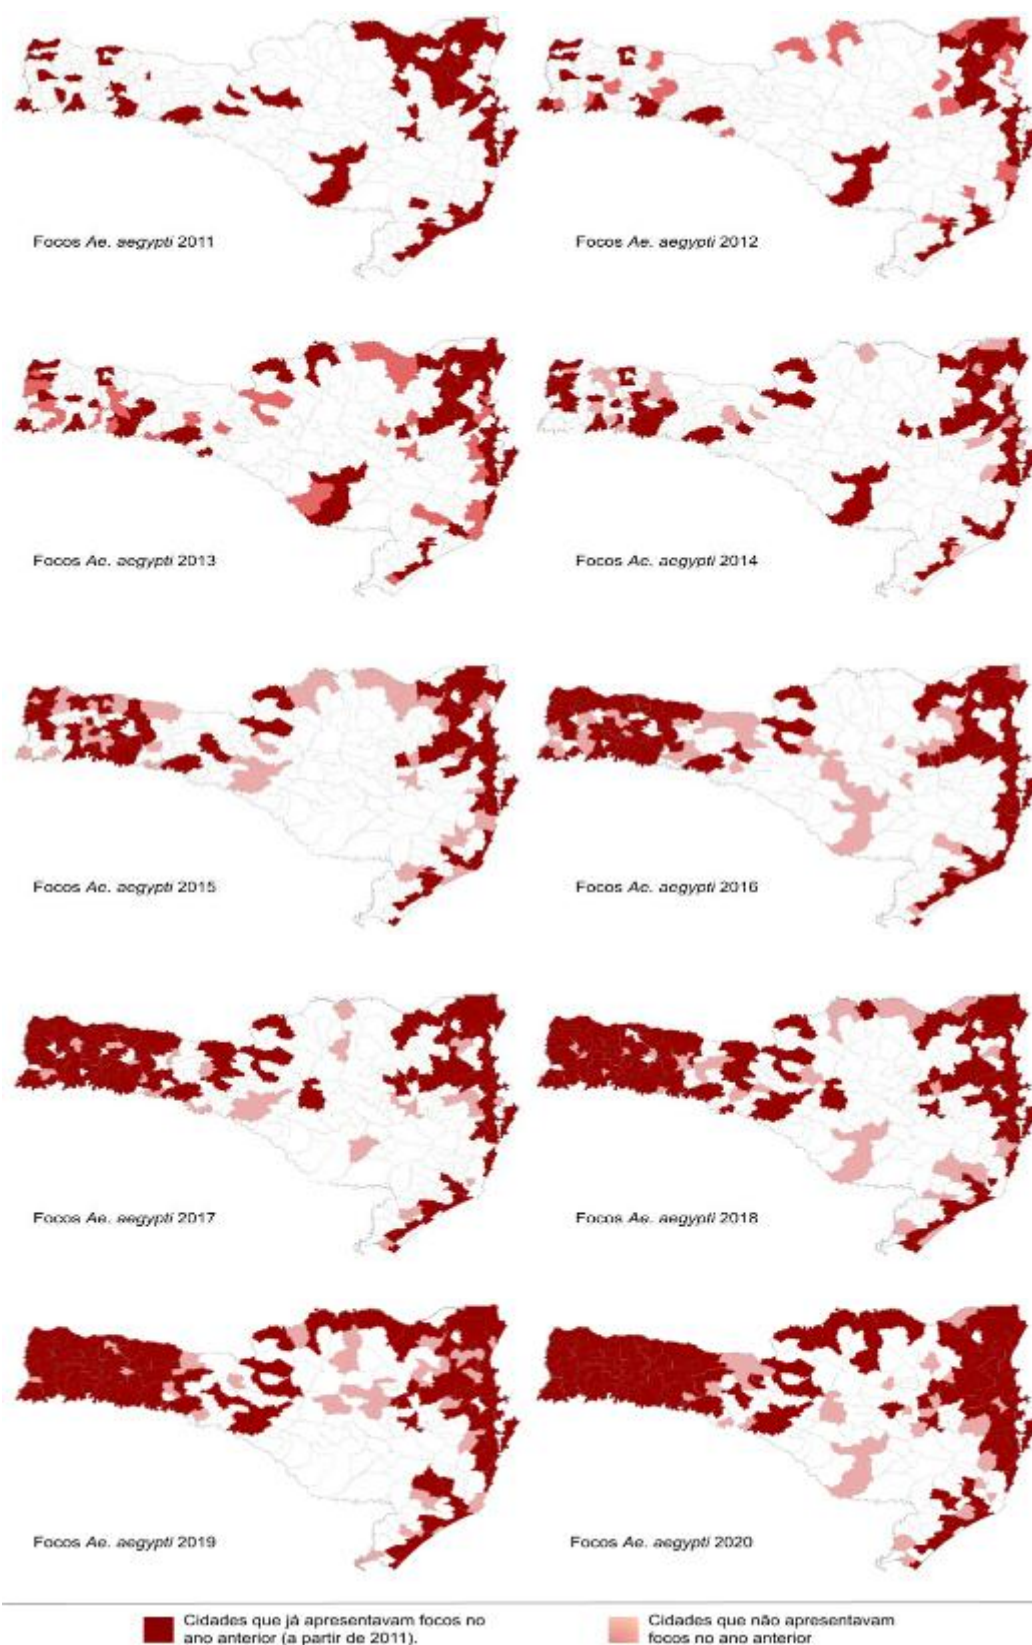 Focos Ae. aegypti 2011
Focos Ae. aegypti 2012
Focos Ae. aegypti 2013
Focos Ae. aegypti 2014
Focos Ae. aegypti 2015
Focos Ae. aegypti 2016
Focos Ae. aegypti 2017
Focos Ae. aegypti 2018
Focos Ae. aegypti 2019
Focos Ae. aegypti 2020
Cidades que já apresentavam focos no
ano anterior (a partir de 2011).
Cidades que não apresentavam
focos no ano anterior